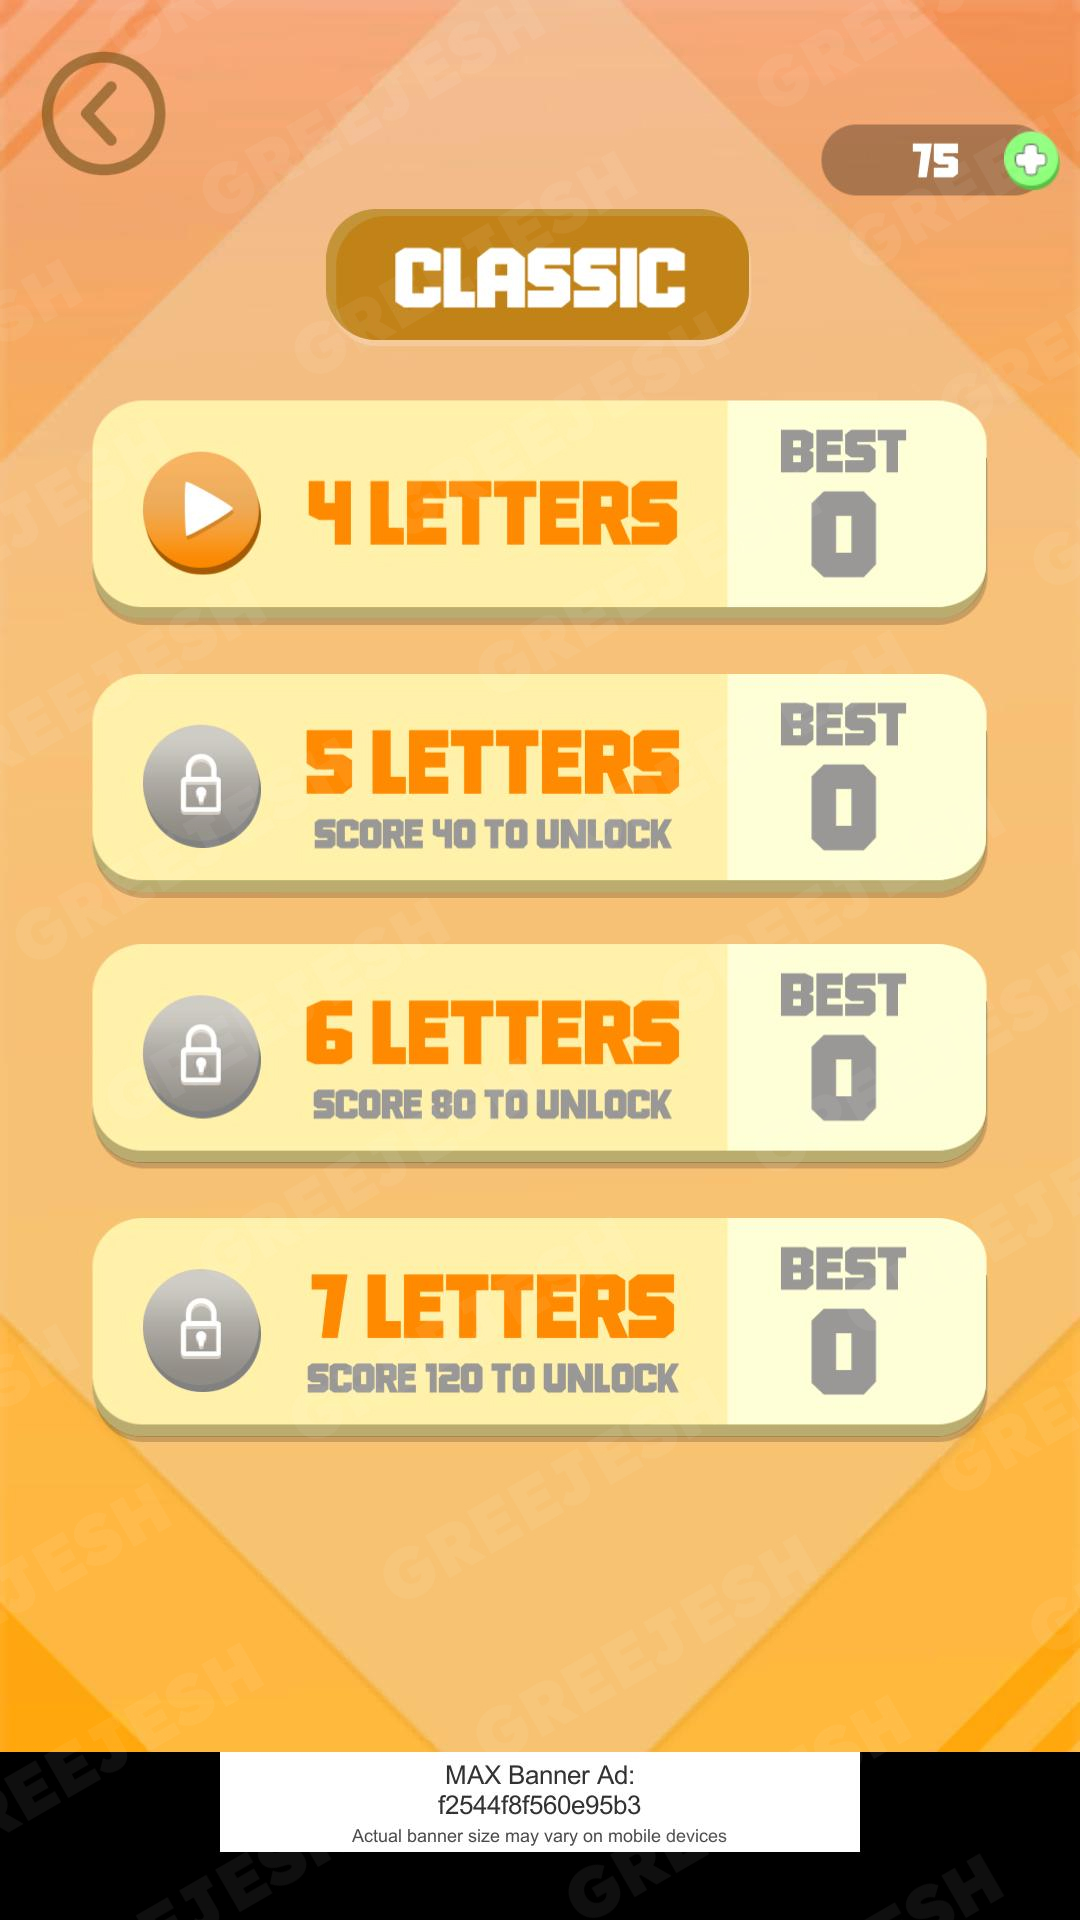 75
CLASSIC
4 LETTERS
BEST
0
5 LETTERS
SCORE 40 TO UNLOCK
BEST
0
6 LETTERS
SCORE 80 TO UNLOCK
BEST
0
7 LETTERS
SCORE 120 TO UNLOCK
BEST
0
MAX Banner Ad:
f2544f8f560e95b3
Actual banner size may vary on mobile devices
GREEJESH